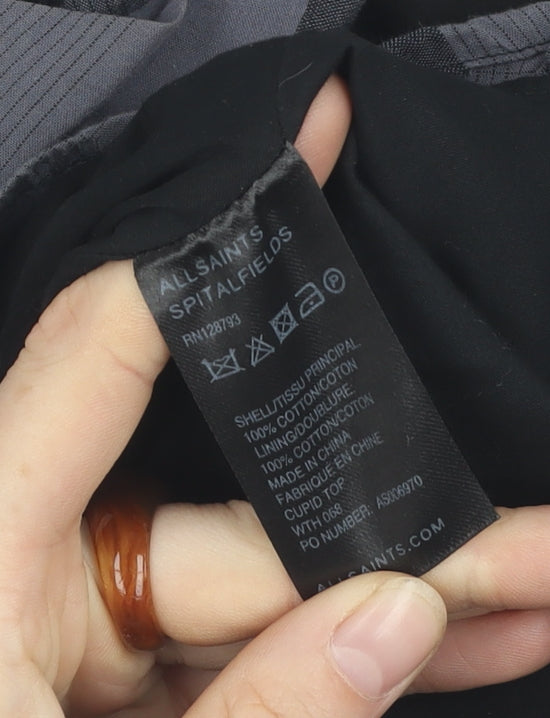 ALLSAINTS
SPITALFIELDS
RN128793
P
SHELL/TISSU PRINCIPAL
100% COTTON/COTON
LINING/DOUBLURE
100% COTTON/COTON
MADE IN CHINA
FABRIQUE EN CHINE
CUPID TOP
WTH 068
PO NUMBER: AS006970
ALLSAINTS.COM